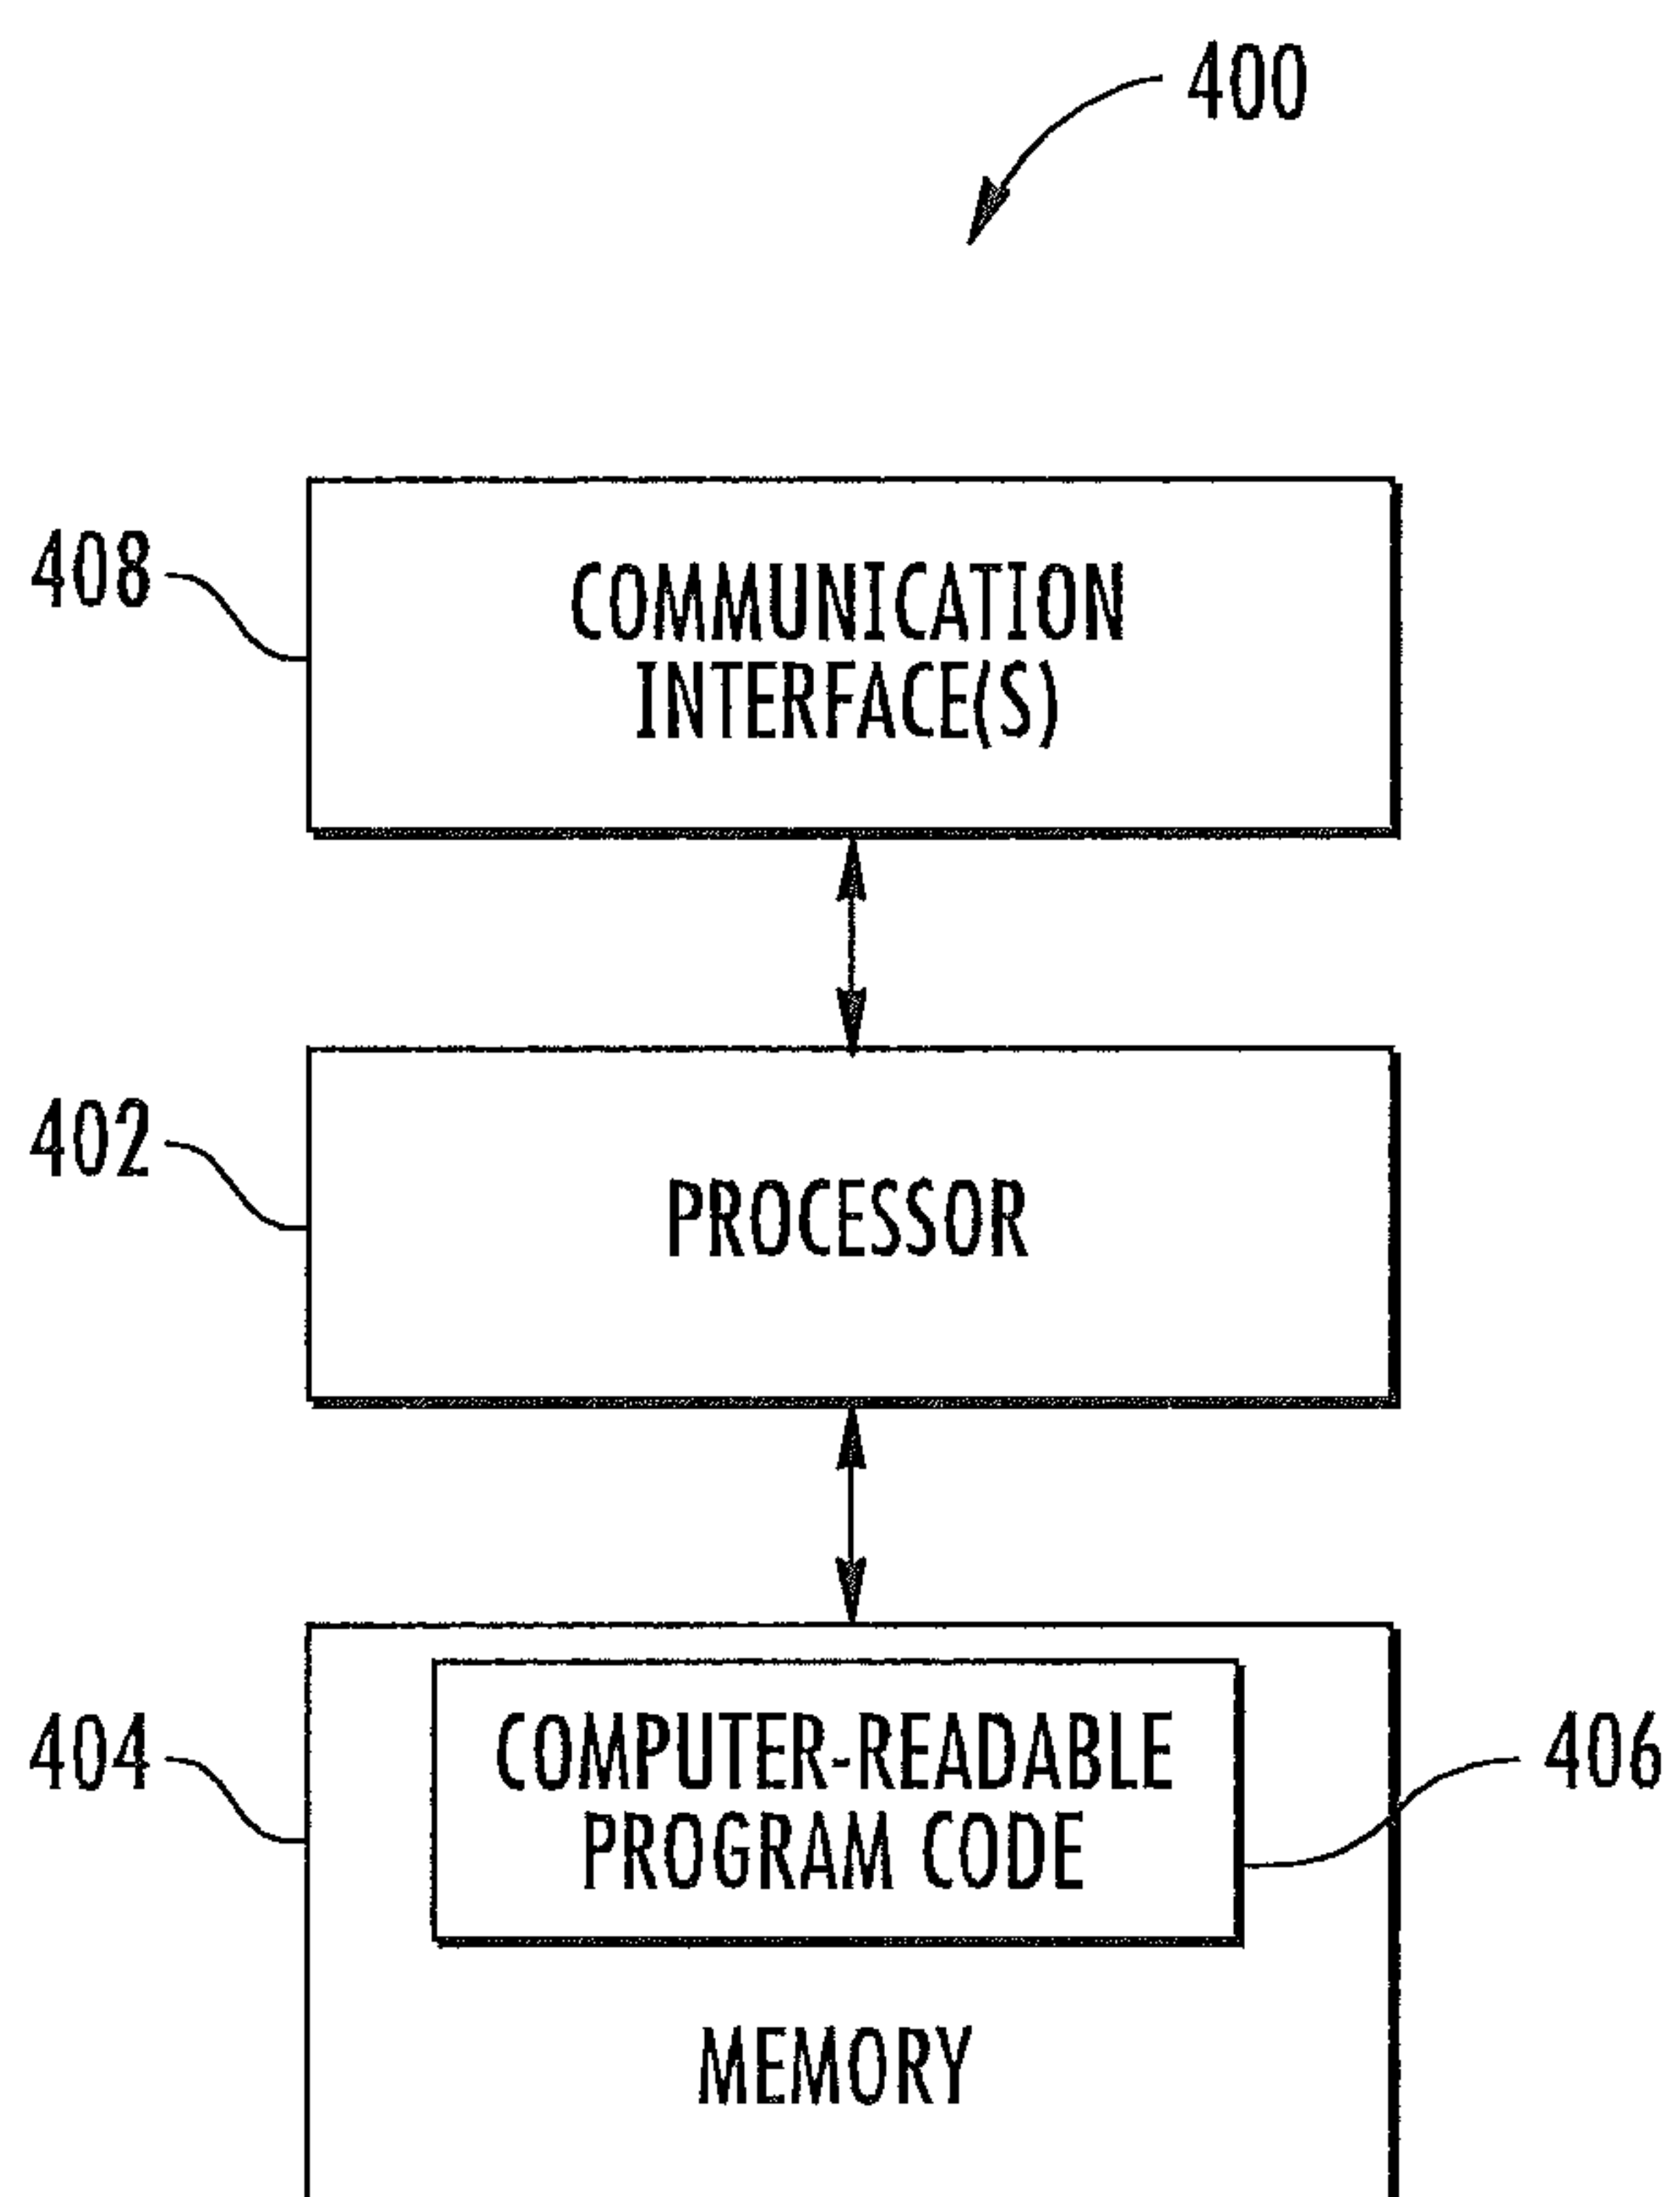 400
408
COMMUNICATION
INTERFACE(S)
402
PROCESSOR
404
COMPUTER-READABLE
PROGRAM CODE
406
MEMORY